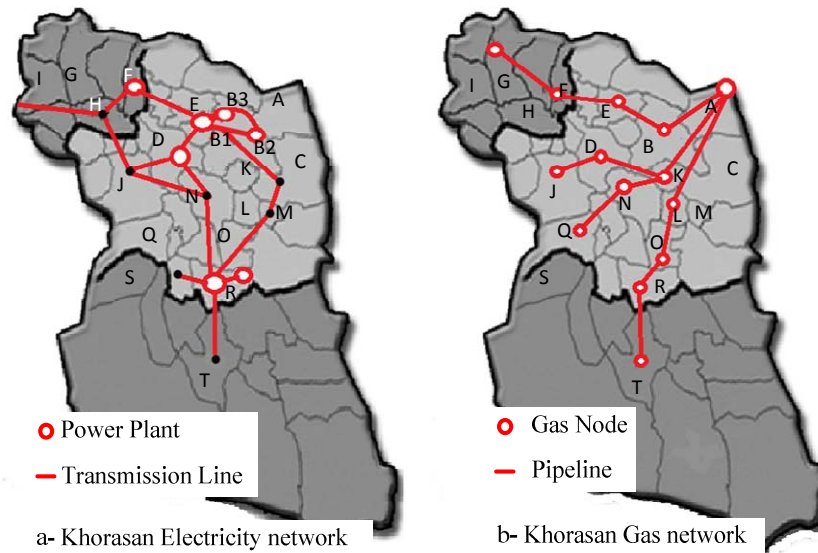 I
G
F
H
E
B3
A
D
B1
B2
K
C
J
N
L
M
Q
O
S
R
T
Power Plant
Transmission Line
a- Khorasan Electricity network
I
G
F
H
E
A
D
B
C
J
K
N
L
M
Q
O
S
R
T
Gas Node
Pipeline
b- Khorasan Gas network